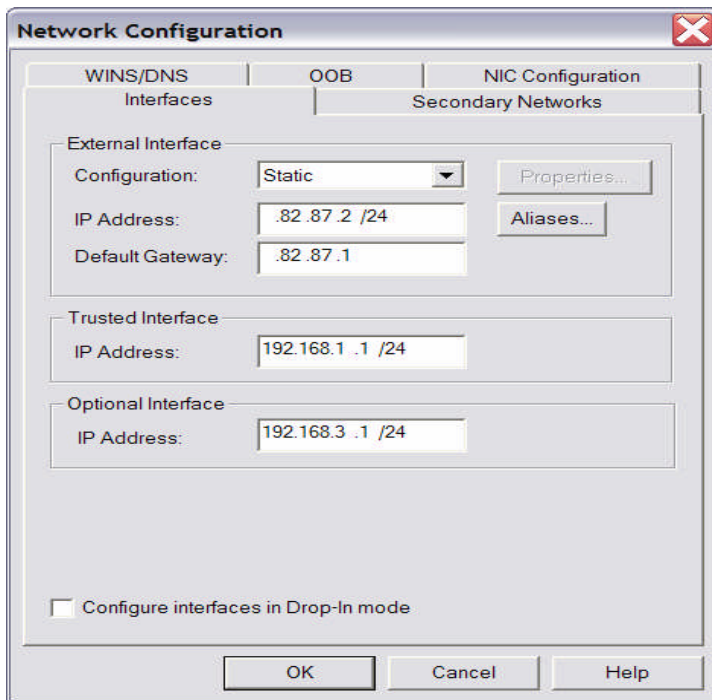 Network Configuration
WINS/DNS OOB NIC Configuration
Interfaces Secondary Networks
External Interface
Configuration: Static Properties...
IP Address: .82 .87 .2 /24 Aliases...
Default Gateway: .82 .87 .1
Trusted Interface
IP Address: 192.168.1 .1 /24
Optional Interface
IP Address: 192.168.3 .1 /24
Configure interfaces in Drop-In mode
OK Cancel Help